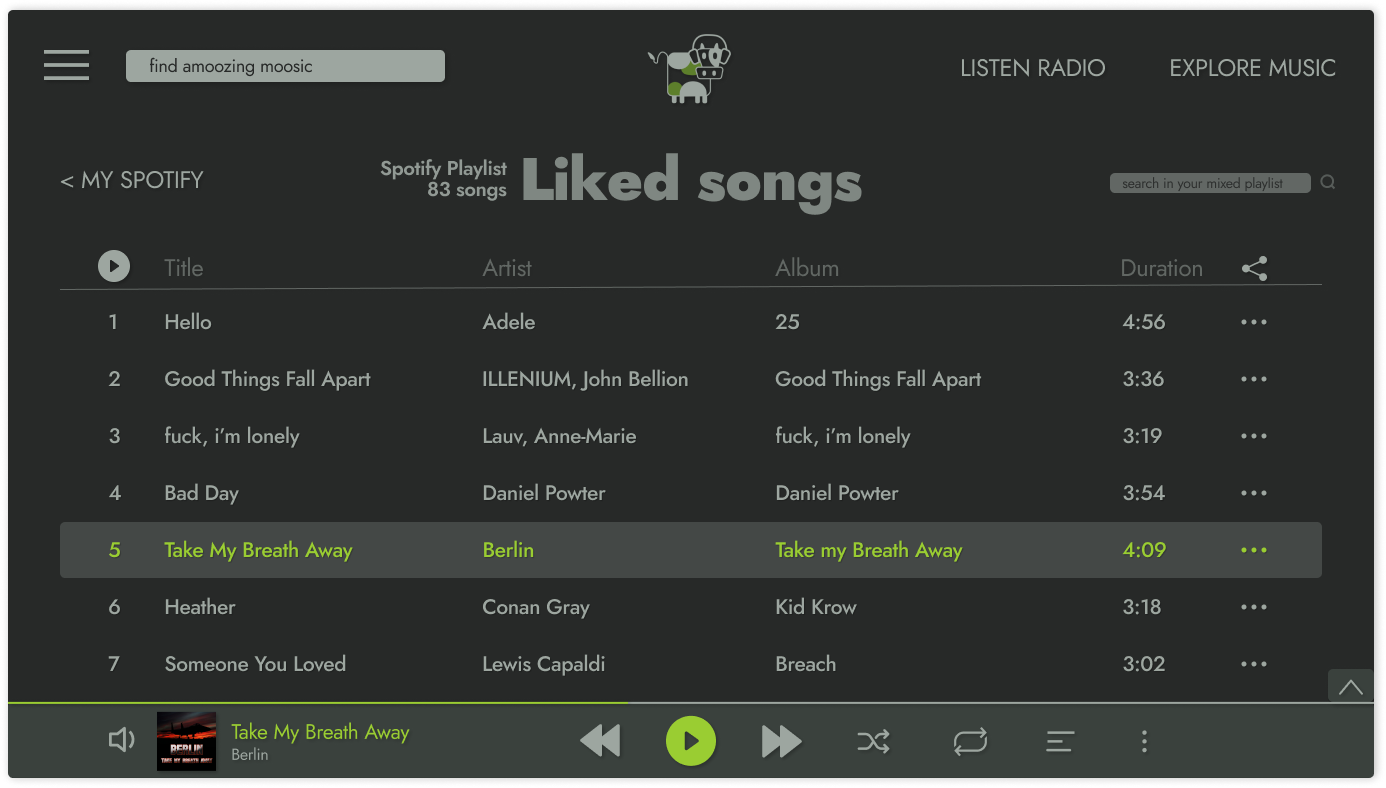 find amoozing moosic
LISTEN RADIO
EXPLORE MUSIC
< MY SPOTIFY
Spotify Playlist
83 songs
Liked songs
search in your mixed playlist
Title Artist Album Duration
1 Hello Adele 25 4:56
2 Good Things Fall Apart ILLENIUM, John Bellion Good Things Fall Apart 3:36
3 fuck, i’m lonely Lauv, Anne-Marie fuck, i’m lonely 3:19
4 Bad Day Daniel Powter Daniel Powter 3:54
5 Take My Breath Away Berlin Take my Breath Away 4:09
6 Heather Conan Gray Kid Krow 3:18
7 Someone You Loved Lewis Capaldi Breach 3:02
BERLIN
TAKE MY BREATH AWAY
Take My Breath Away
Berlin